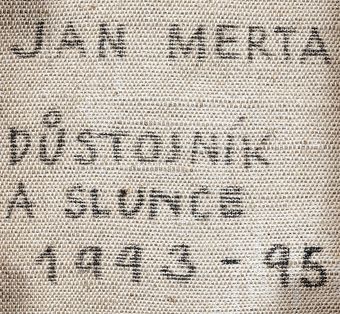 JAN MERTA
DŮSTOJNÍK
A SLUNCE
1993-95